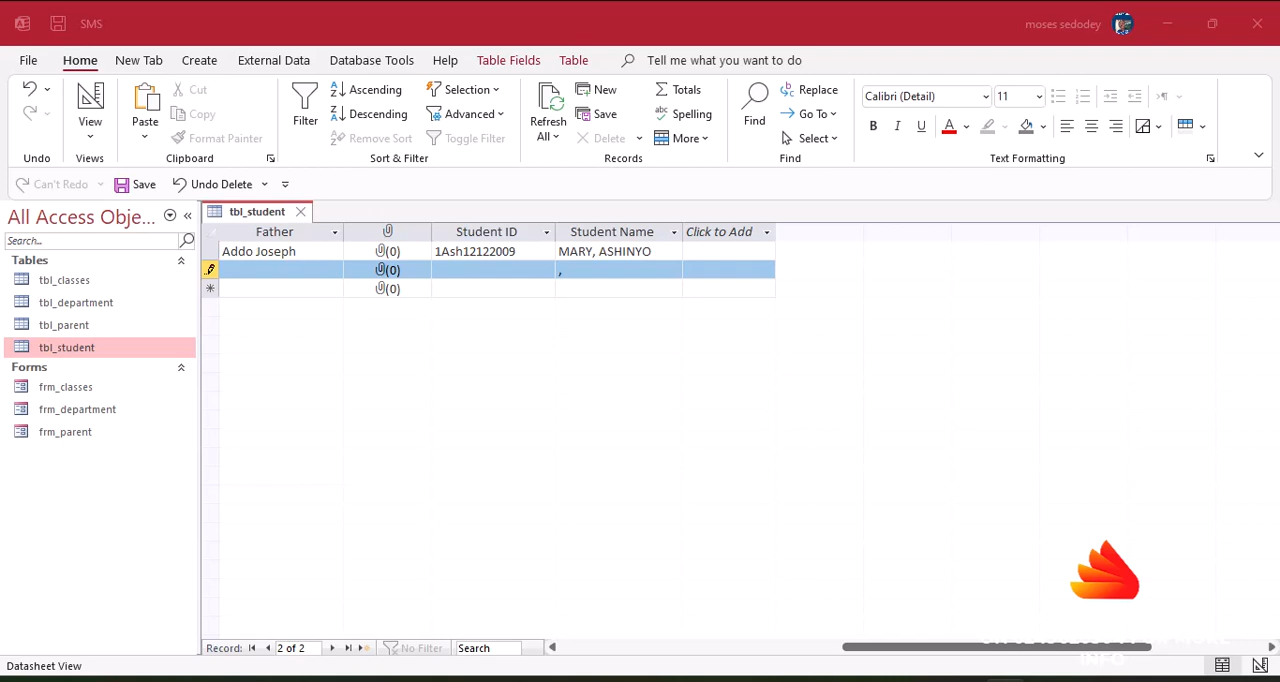 SMS
moses sedodey
File Home New Tab Create External Data Database Tools Help Table Fields Table Tell me what you want to do
View
Paste
Cut
Copy
Format Painter
Filter
Ascending
Descending
Remove Sort
Selection
Advanced
Toggle Filter
Refresh
All
New
Save
Delete
Totals
Spelling
More
Find
Replace
Go To
Select
Calibri (Detail) 11
B I U A
Undo Views Clipboard Sort & Filter Records Find Text Formatting
Can't Redo Save Undo Delete
All Access Obje...
Search...
Tables
tbl_classes
tbl_department
tbl_parent
tbl_student
Forms
frm_classes
frm_department
frm_parent
tbl_student
Father Student ID Student Name Click to Add
Addo Joseph (0) 1Ash12122009 MARY, ASHINYO
(0) ,
(0)
Record: 2 of 2 No Filter Search
INFO
Datasheet View